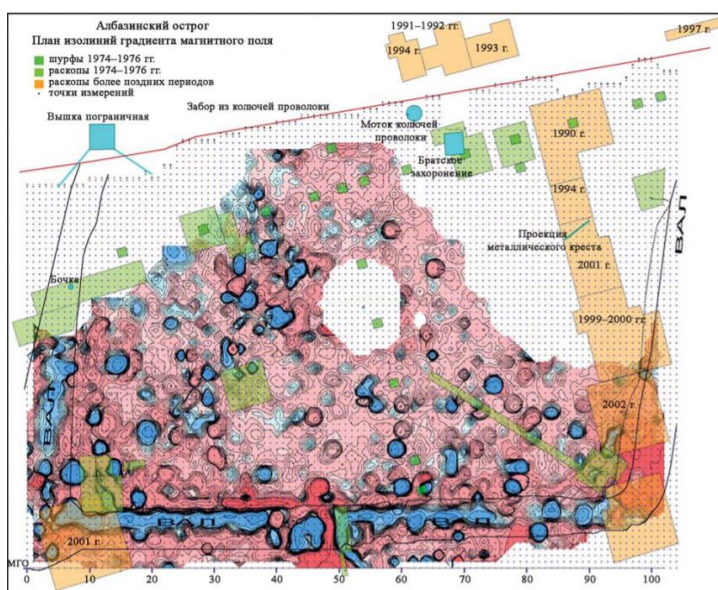 Албазинский острог
План изолиний градиента магнитного поля
шурфы 1974–1976 гг.
раскопы 1974–1976 гг.
раскопы более поздних периодов
точки измерений
1991–1992 гг.
1994 г.
1993 г.
1997 г.
Забор из колючей проволоки
Вышка пограничная
Моток колючей
проволоки
Братское
захоронение
1990 г.
1994 г.
Проекция
металлического креста
ВАЛ
2001 г.
Бочка
1999–2000 гг.
2002 г.
ВАЛ
ВАЛ
ВАЛ
2001 г.
МГО
0 10 20 30 40 50 60 70 80 90 100